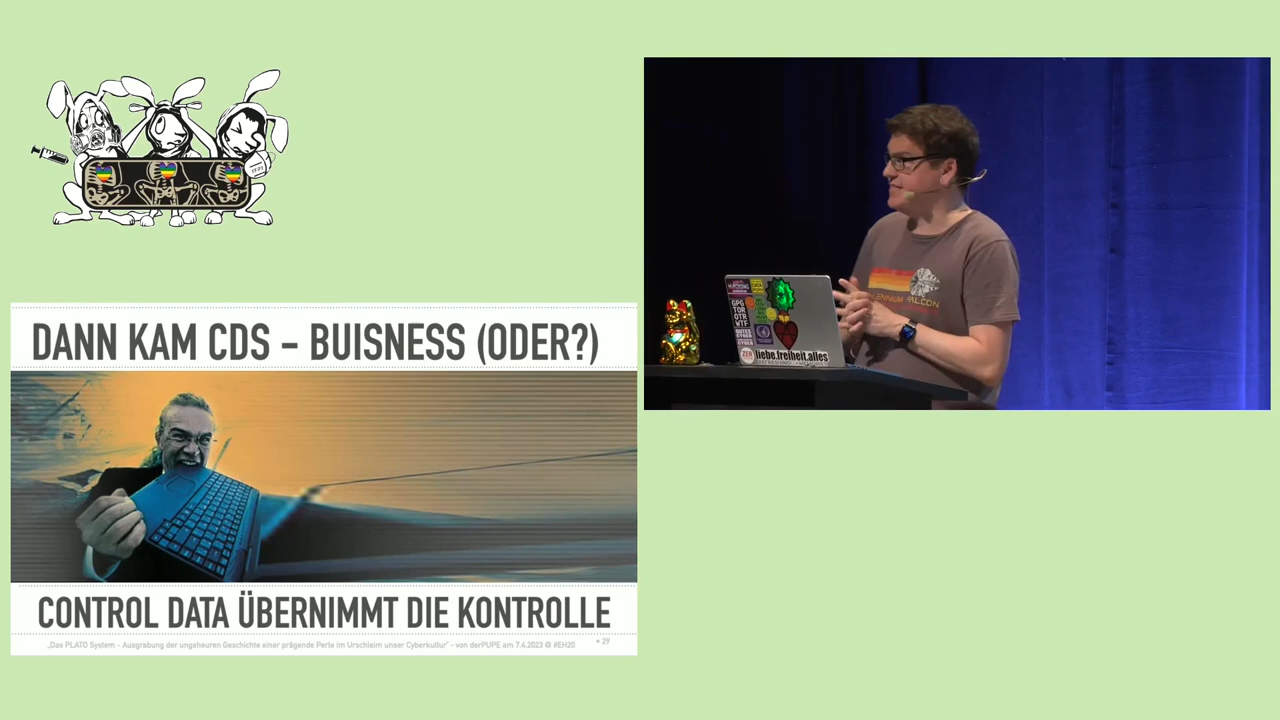 DANN KAM CDS – BUISNESS (ODER?)
CONTROL DATA ÜBERNIMMT DIE KONTROLLE
„Das PLATO System - Ausgrabung der ungeheuren Geschichte einer prägende Perle im Urschleim unser Cyberkultur" - von derPUPE am 7.4.2023 @ #EH20
• 29
GPG
TOR
OTR
WTF
liebe.freiheit.alles